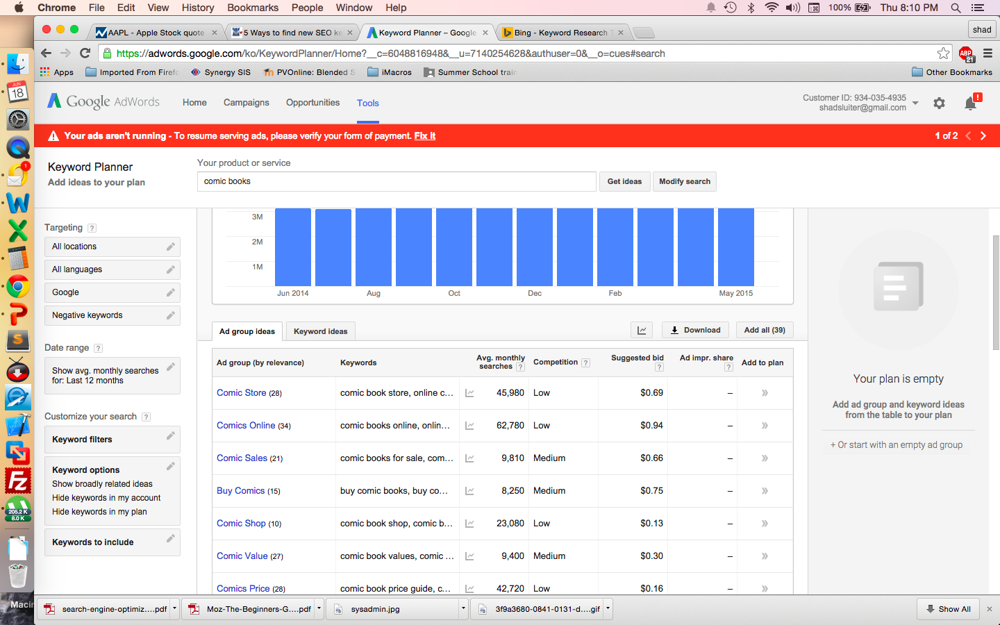 Chrome File Edit View History Bookmarks People Window Help 100% Thu 8:10 PM
AAPL - Apple Stock quote
5 Ways to find new SEO ke
Keyword Planner – Google
Bing - Keyword Research T
shad
https://adwords.google.com/ko/KeywordPlanner/Home?__c=6048816948&__u=7140254628&authuser=0&__o=cues#search
ABP
21
Apps Imported From Firefo Synergy SIS PVOnline: Blended S iMacros Summer School train Other Bookmarks
JUN
18
Google AdWords Home Campaigns Opportunities Tools
Customer ID: 934-035-4935
shadsluiter@gmail.com
!
Your ads aren't running - To resume serving ads, please verify your form of payment. Fix it 1 of 2
Keyword Planner
Add ideas to your plan
Your product or service
comic books
Get ideas Modify search
Targeting ?
All locations
All languages
Google
Negative keywords
Date range ?
Show avg. monthly searches
for: Last 12 months
Customize your search ?
Keyword filters
Keyword options
Show broadly related ideas
Hide keywords in my account
Hide keywords in my plan
Keywords to include
3M
2M
1M
Jun 2014 Aug Oct Dec Feb May 2015
Ad group ideas Keyword ideas Download Add all (39)
Ad group (by relevance) Keywords Avg. monthly searches ? Competition ? Suggested bid ? Ad impr. share ? Add to plan
Comic Store (28) comic book store, online c... 45,980 Low $0.69 – »
Comics Online (34) comic books online, onlin... 62,780 Low $0.94 – »
Comic Sales (21) comic books for sale, com... 9,810 Medium $0.66 – »
Buy Comics (15) buy comic books, buy co... 8,250 Medium $0.75 – »
Comic Shop (10) comic book shop, comic b... 23,080 Low $0.13 – »
Comic Value (27) comic book values, comic ... 9,400 Medium $0.30 – »
Comics Price (28) comic book price guide, c... 42,720 Low $0.16 – »
Your plan is empty
Add ad group and keyword ideas
from the table to your plan
+ Or start with an empty ad group
1
205.2 K
8.0 K
Macin
search-engine-optimiz....pdf
Moz-The-Beginners-G....pdf
sysadmin.jpg
3f9a3680-0841-0131-d....gif
Show All